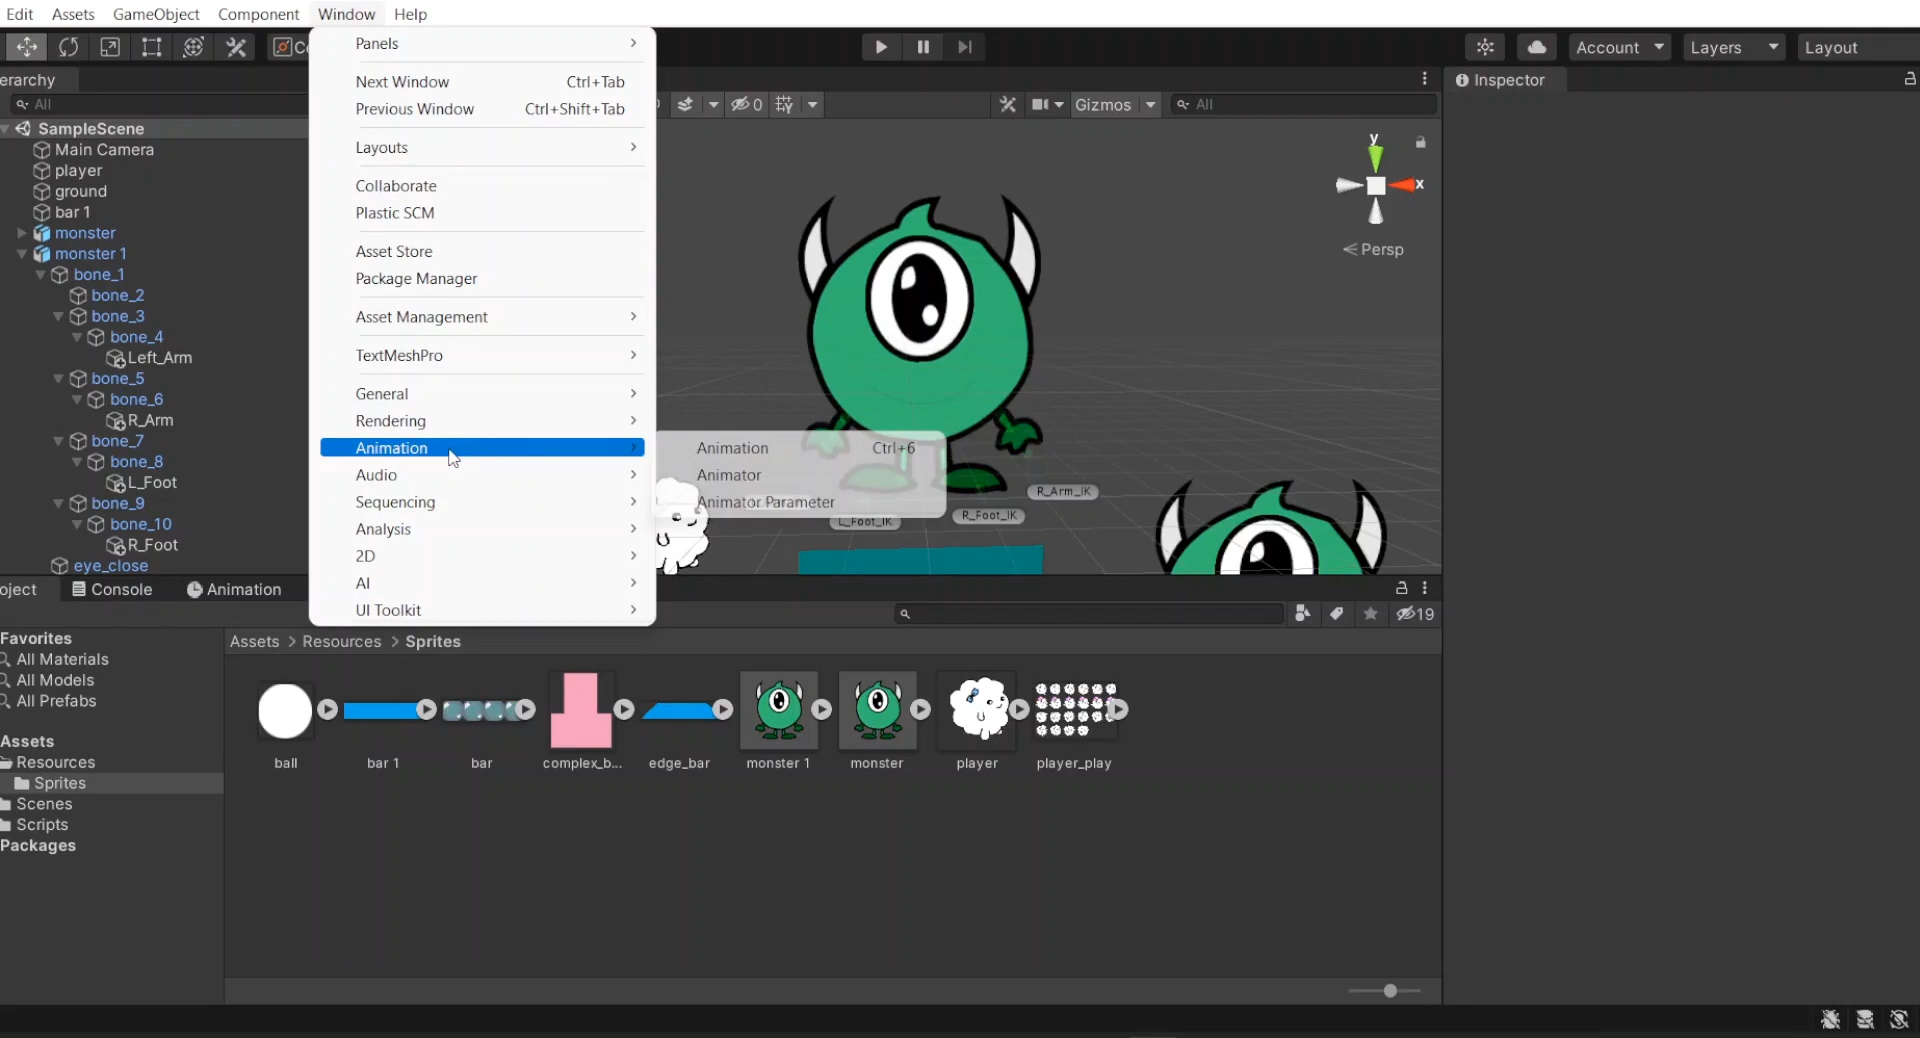 Edit Assets GameObject Component Window Help
Account Layers Layout
erarchy
All
SampleScene
Main Camera
player
ground
bar 1
monster
monster 1
bone_1
bone_2
bone_3
bone_4
Left_Arm
bone_5
bone_6
R_Arm
bone_7
bone_8
L_Foot
bone_9
bone_10
R_Foot
eye_close
Panels
Next Window Ctrl+Tab
Previous Window Ctrl+Shift+Tab
Layouts
Collaborate
Plastic SCM
Asset Store
Package Manager
Asset Management
TextMeshPro
General
Rendering
Animation
Audio
Sequencing
Analysis
2D
AI
UI Toolkit
Animation Ctrl+6
Animator
Animator Parameter
0 Gizmos All
y
x
Persp
R_Arm_iK
L_Foot_IK
R_Foot_IK
Inspector
oject Console Animation
19
Favorites
All Materials
All Models
All Prefabs
Assets
Resources
Sprites
Scenes
Scripts
Packages
Assets > Resources > Sprites
ball bar 1 bar complex_b... edge_bar monster 1 monster player player_play